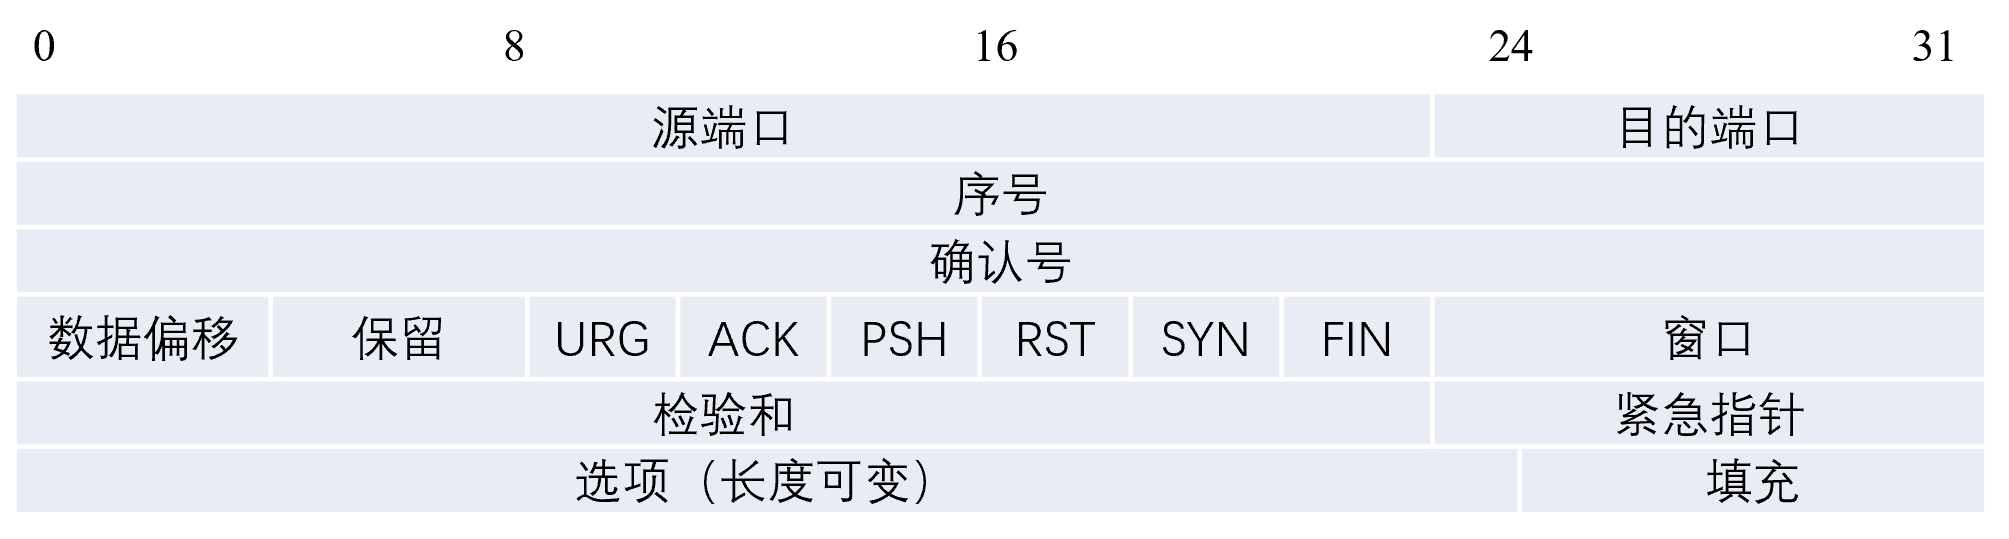 0 8 16 24 31
源端口 目的端口
序号
确认号
数据偏移 保留 URG ACK PSH RST SYN FIN 窗口
检验和 紧急指针
选项（长度可变） 填充